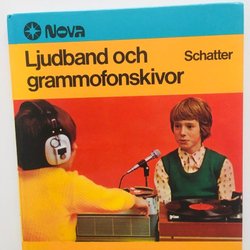 Nova
Ljudband och
grammofonskivor
Schatter